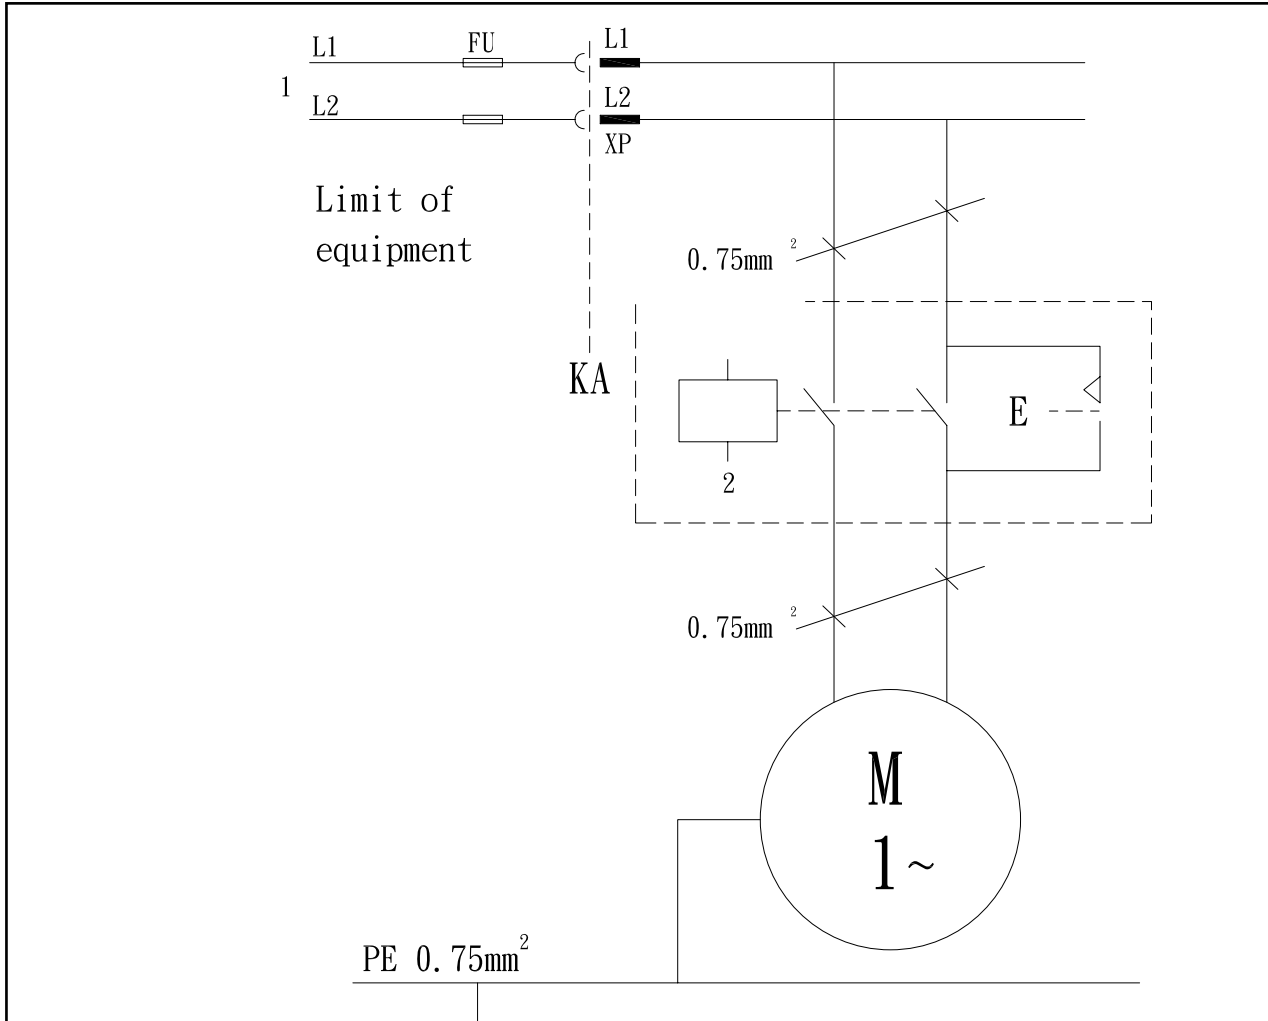 L1 FU L1
1
L2 L2
XP
Limit of
equipment
0.75mm²
KA
E
2
0.75mm²
M
1~
PE 0.75mm²